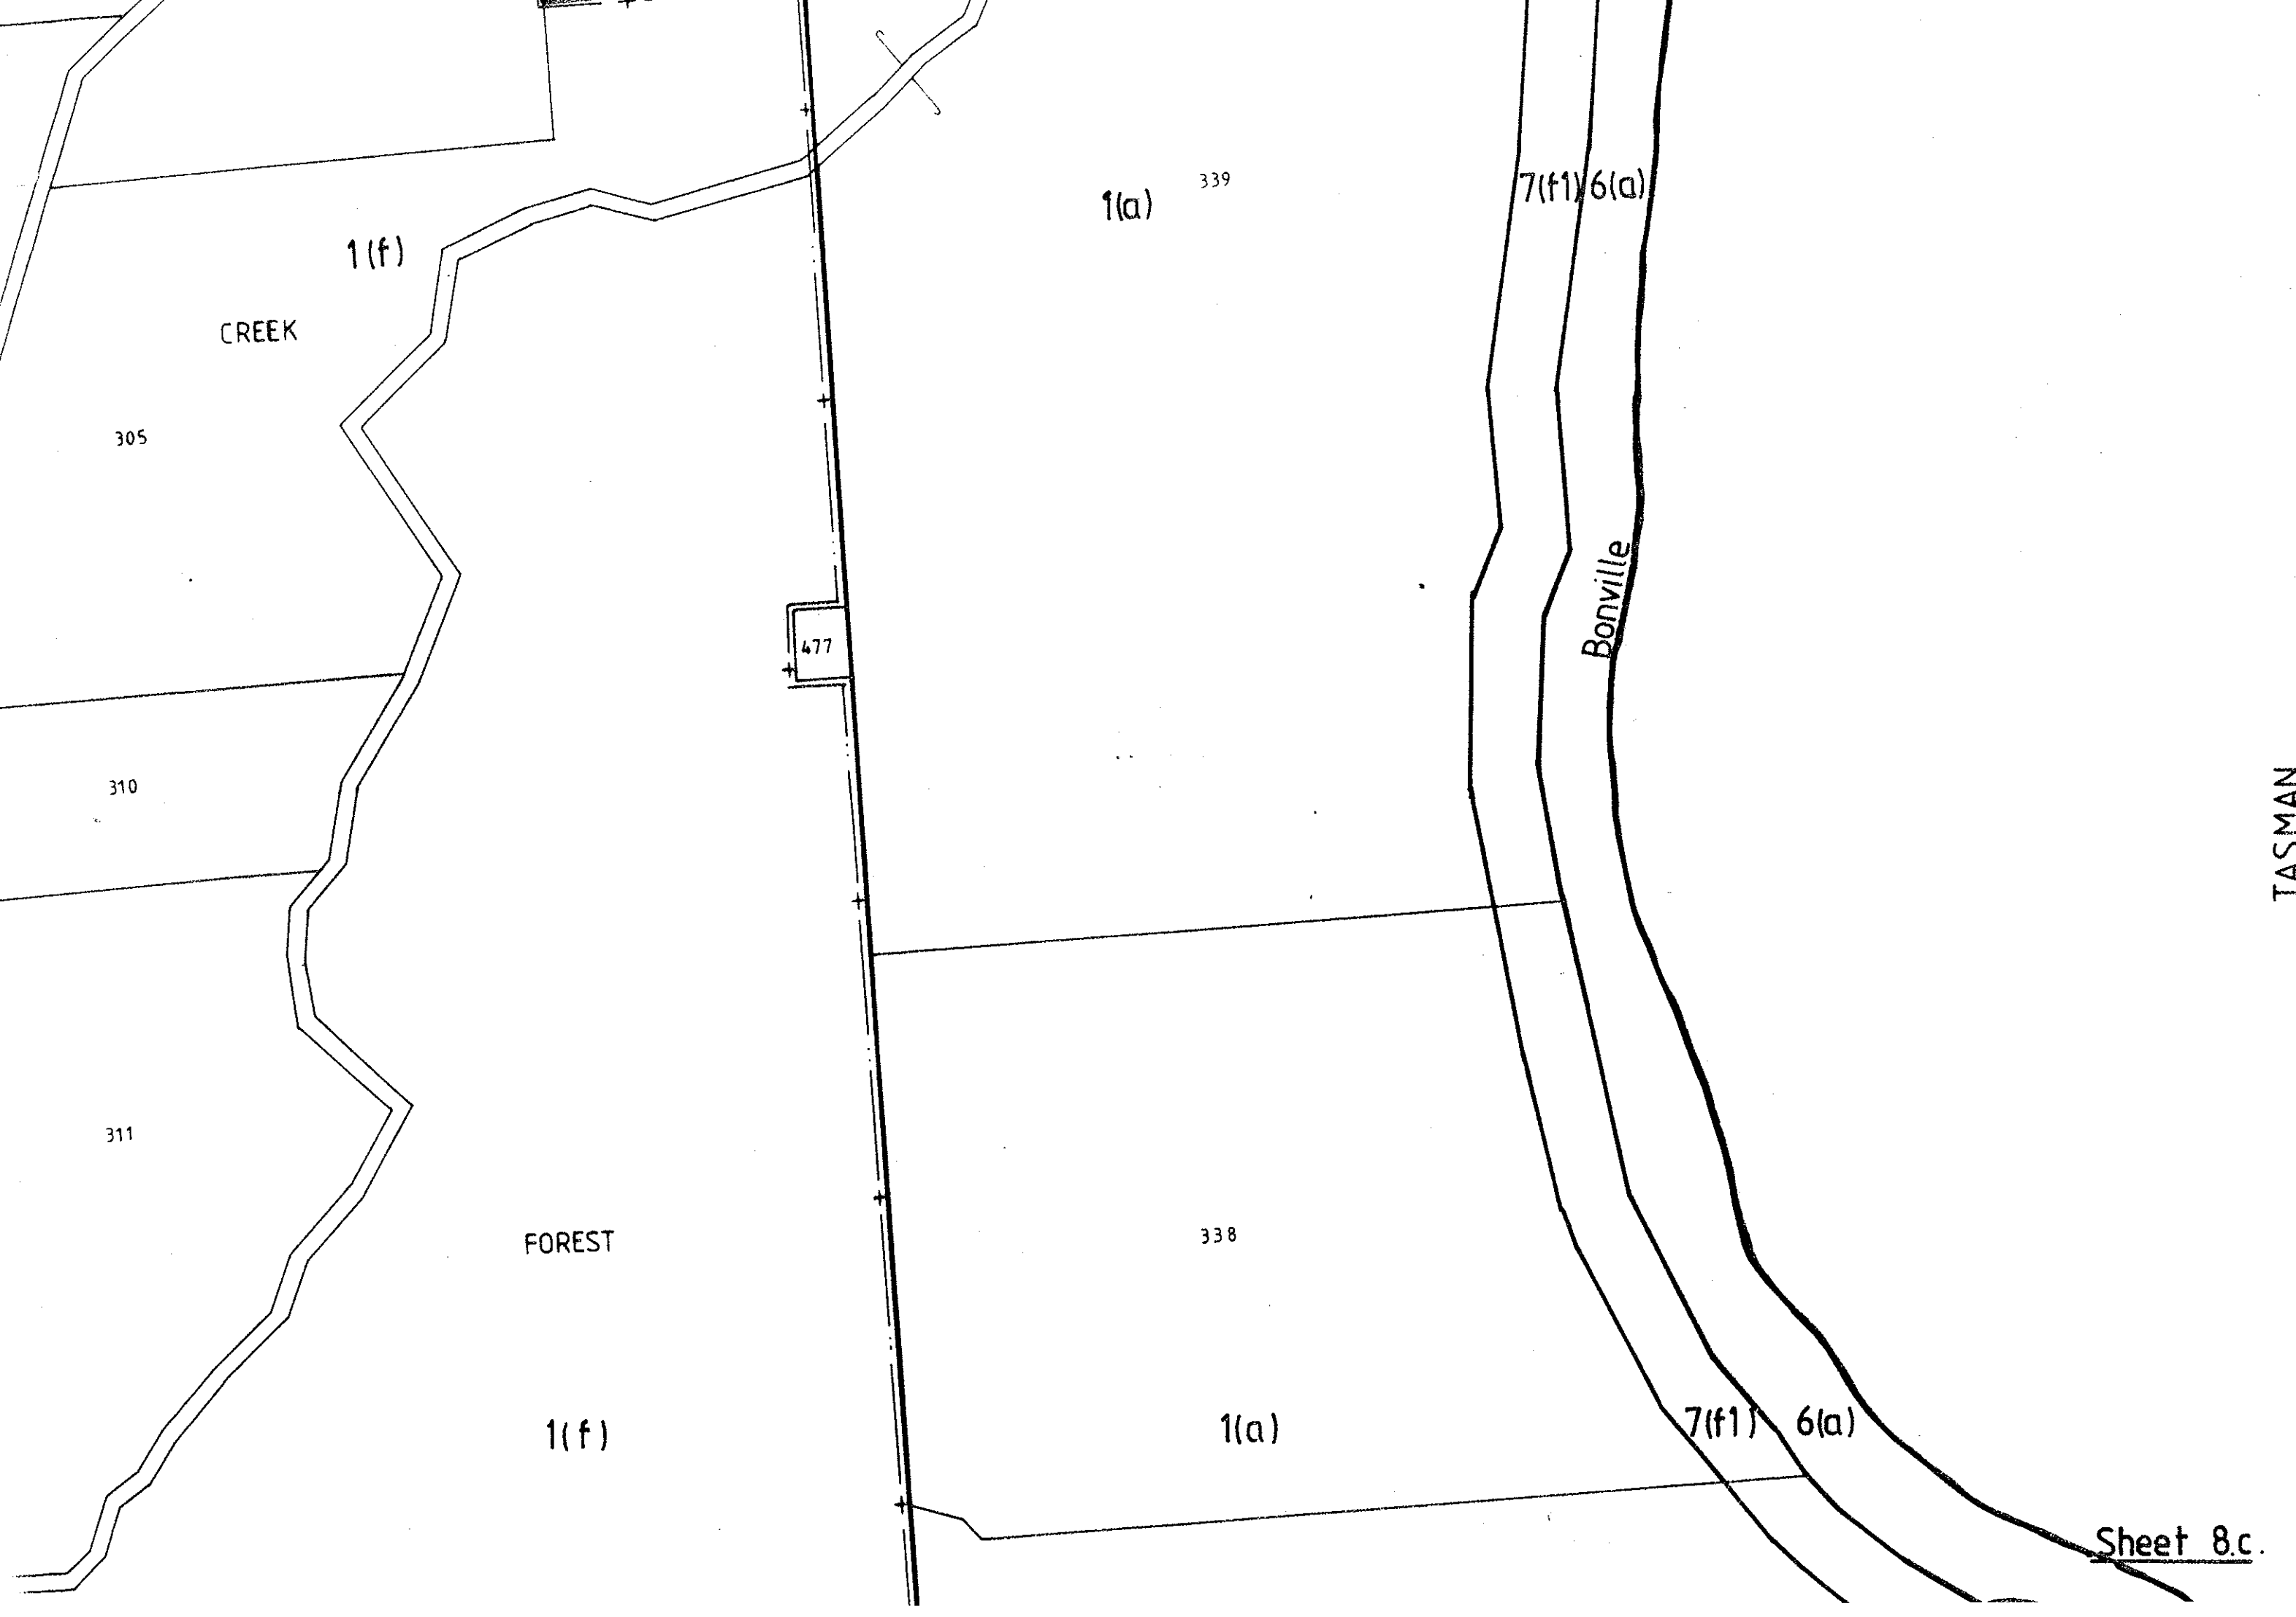 339
1(a)
7(f1)
6(a)
1(f)
CREEK
305
Bonville
477
310
TASMAN
311
FOREST
338
1(f)
1(a)
7(f1)
6(a)
Sheet 8.c.